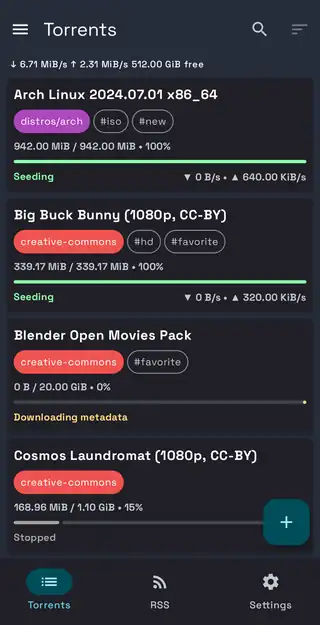 Torrents
↓ 6.71 MiB/s ↑ 2.31 MiB/s 512.00 GiB free
Arch Linux 2024.07.01 x86_64
distros/arch #iso #new
942.00 MiB / 942.00 MiB • 100%
Seeding ▼ 0 B/s • ▲ 640.00 KiB/s
Big Buck Bunny (1080p, CC-BY)
creative-commons #hd #favorite
339.17 MiB / 339.17 MiB • 100%
Seeding ▼ 0 B/s • ▲ 320.00 KiB/s
Blender Open Movies Pack
creative-commons #favorite
0 B / 20.00 GiB • 0%
Downloading metadata
Cosmos Laundromat (1080p, CC-BY)
creative-commons
168.96 MiB / 1.10 GiB • 15%
Stopped
Torrents RSS Settings